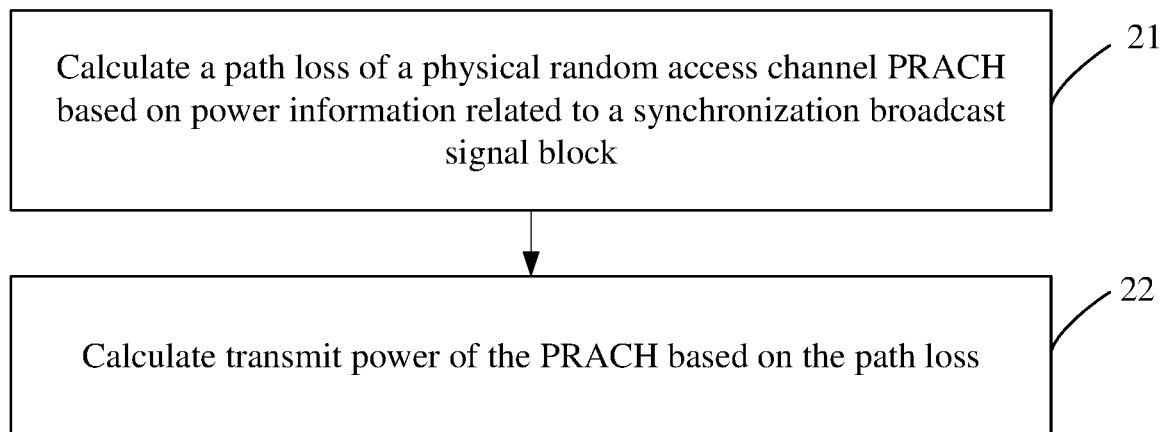 Calculate a path loss of a physical random access channel PRACH
based on power information related to a synchronization broadcast
signal block
21
Calculate transmit power of the PRACH based on the path loss
22